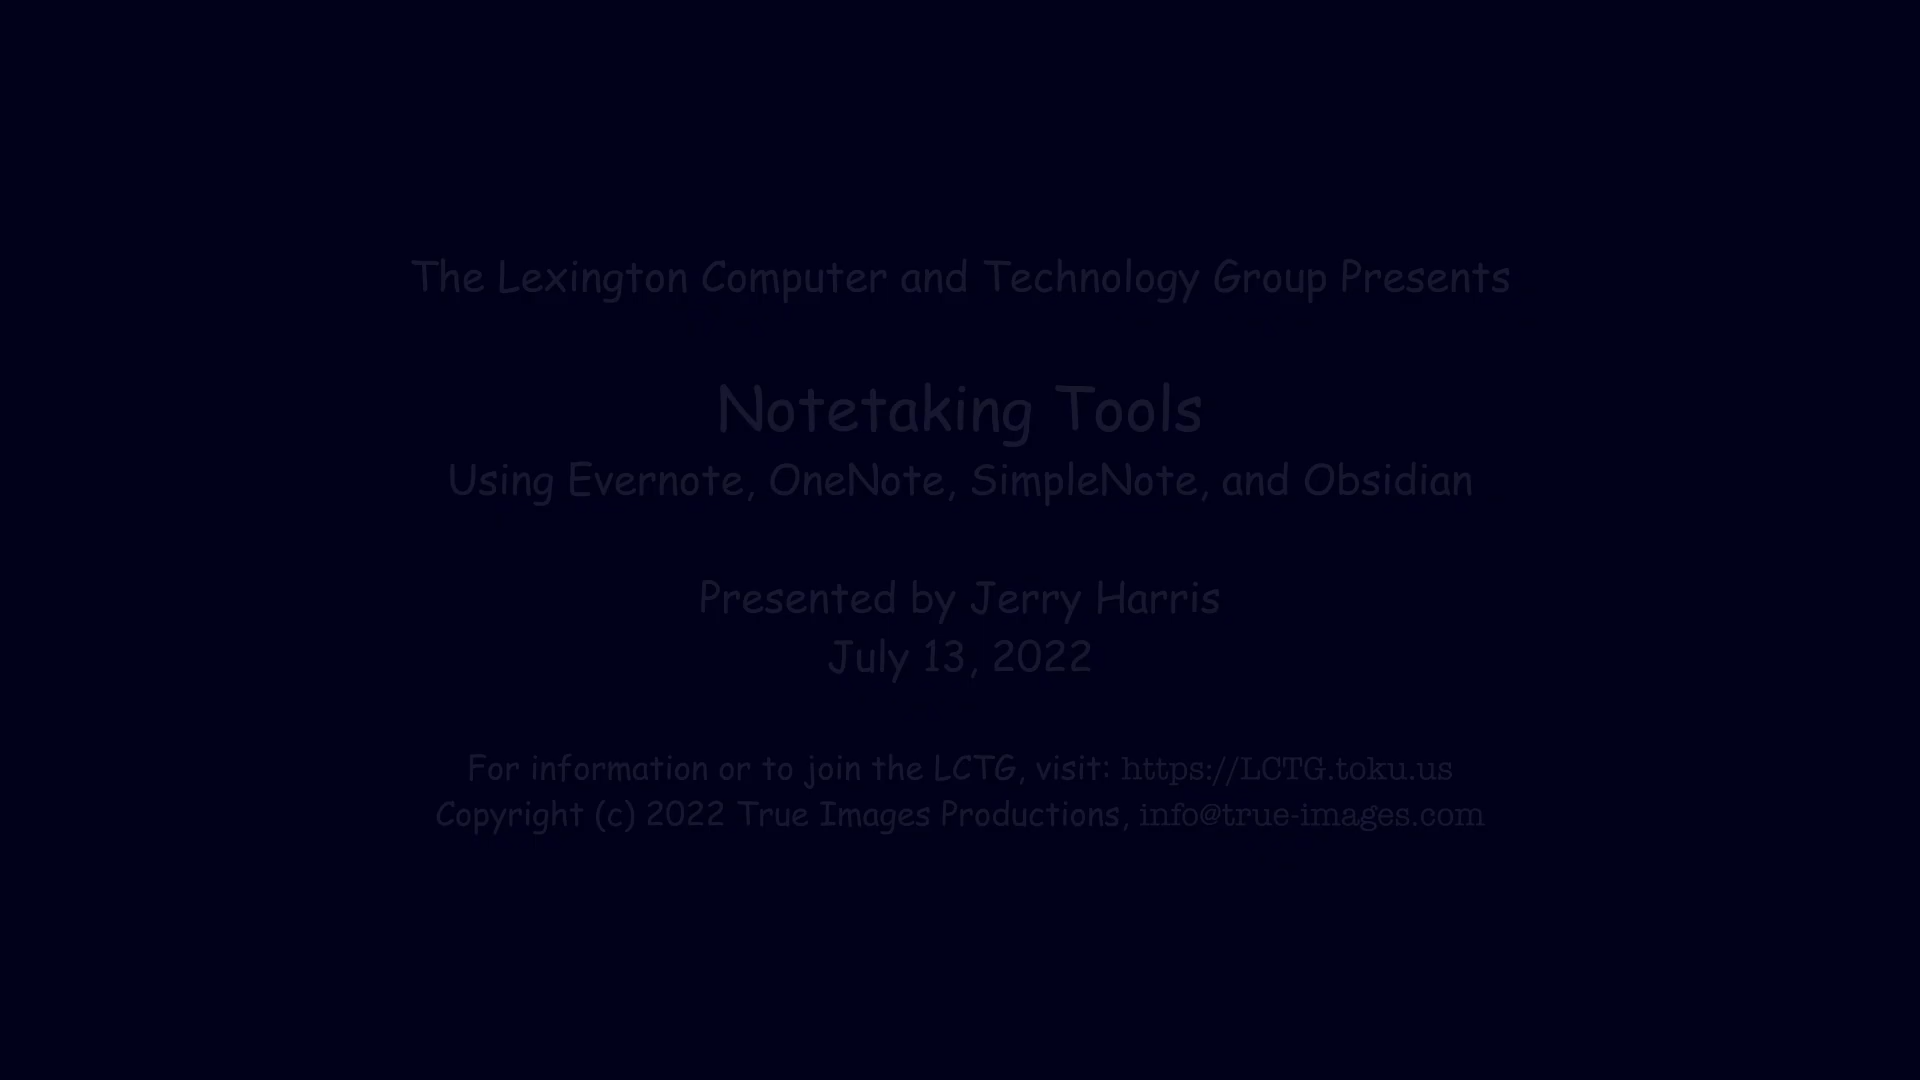 The Lexington Computer and Technology Group Presents
Notetaking Tools
Using Evernote, OneNote, SimpleNote, and Obsidian
Presented by Jerry Harris
July 13, 2022
For information or to join the LCTG, visit: https://LCTG.toku.us
Copyright (c) 2022 True Images Productions, info@true-images.com